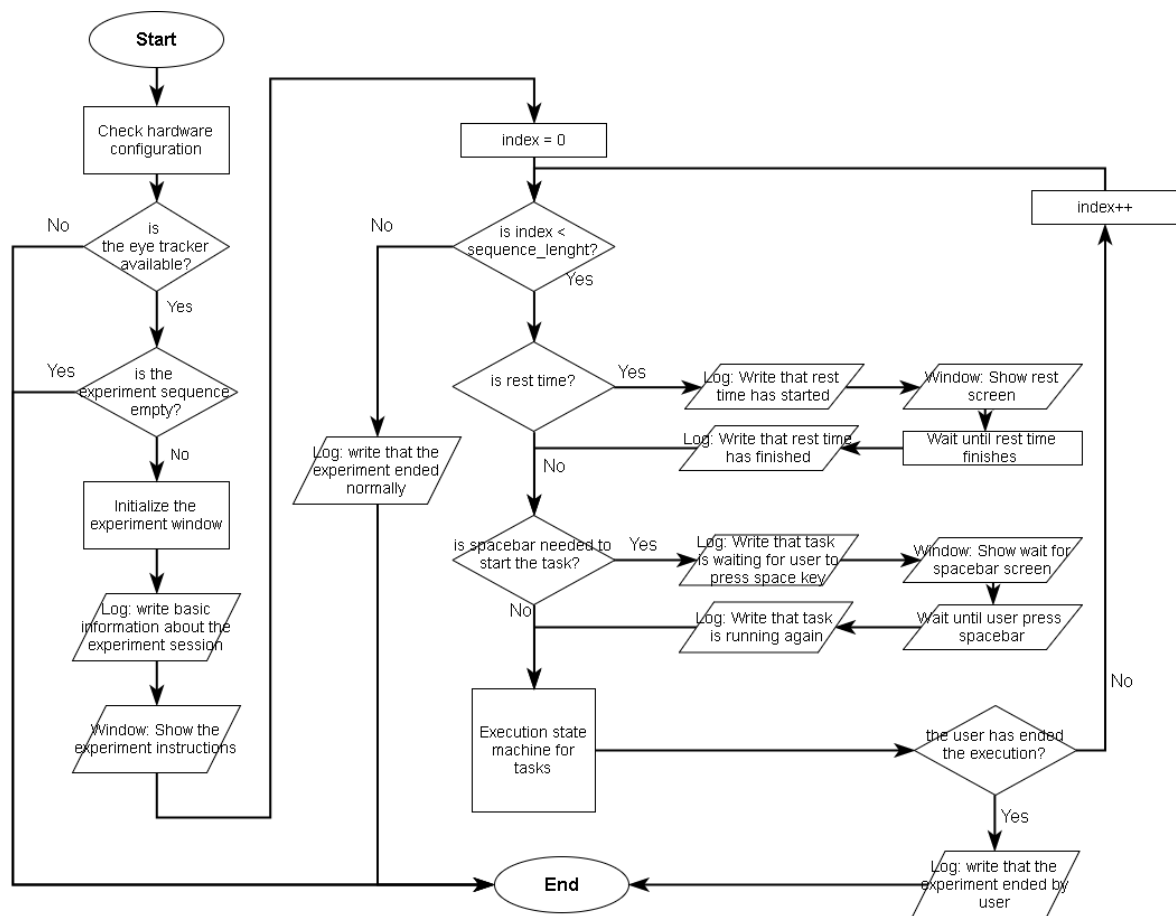 Start
Check hardware
configuration
No
is
the eye tracker
available?
Yes
Yes
is the
experiment sequence
empty?
No
Initialize the
experiment window
Log: write basic
information about the
experiment session
Window: Show the
experiment instructions
index = 0
index++
No
is index <
sequence_lenght?
Yes
is rest time?
Yes
Log: Write that rest
time has started
Window: Show rest
screen
Wait until rest time
finishes
Log: Write that rest time
has finished
No
Log: write that the
experiment ended
normally
is spacebar needed to
start the task?
Yes
Log: Write that task
is waiting for user to
press space key
Window: Show wait for
spacebar screen
Wait until user press
spacebar
Log: Write that task
is running again
No
Execution state
machine for
tasks
the user has ended
the execution?
No
Yes
Log: write that the
experiment ended by
user
End